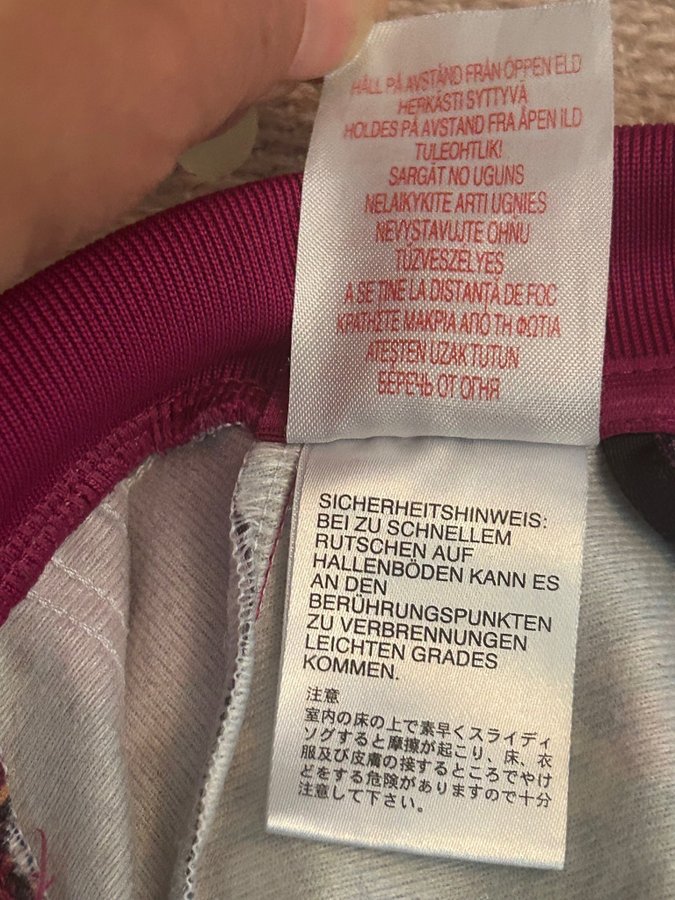 HÅLL PÅ AVSTÅND FRÅN ÖPPEN ELD
HERKÄSTI SYTTYVÄ
HOLDES PÅ AVSTAND FRA ÅPEN ILD
TULEOHTLIK!
SARGĀT NO UGUNS
NELAIKYKITE ARTI UGNIES
NEVYSTAVUJTE OHŇU
TŰZVESZÉLYES
A SE ȚINE LA DISTANȚĂ DE FOC
ΚΡΑΤΗΣΤΕ ΜΑΚΡΙΑ ΑΠΟ ΤΗ ΦΩΤΙΑ
ATEŞTEN UZAK TUTUN
БЕРЕЧЬ ОТ ОГНЯ
SICHERHEITSHINWEIS:
BEI ZU SCHNELLEM
RUTSCHEN AUF
HALLENBÖDEN KANN ES
AN DEN
BERÜHRUNGSPUNKTEN
ZU VERBRENNUNGEN
LEICHTEN GRADES
KOMMEN.
注意
室内の床の上で素早くスライディ
ングすると摩擦が起こり、床、衣
服及び皮膚の接するところでやけ
どをする危険がありますので十分
注意して下さい。